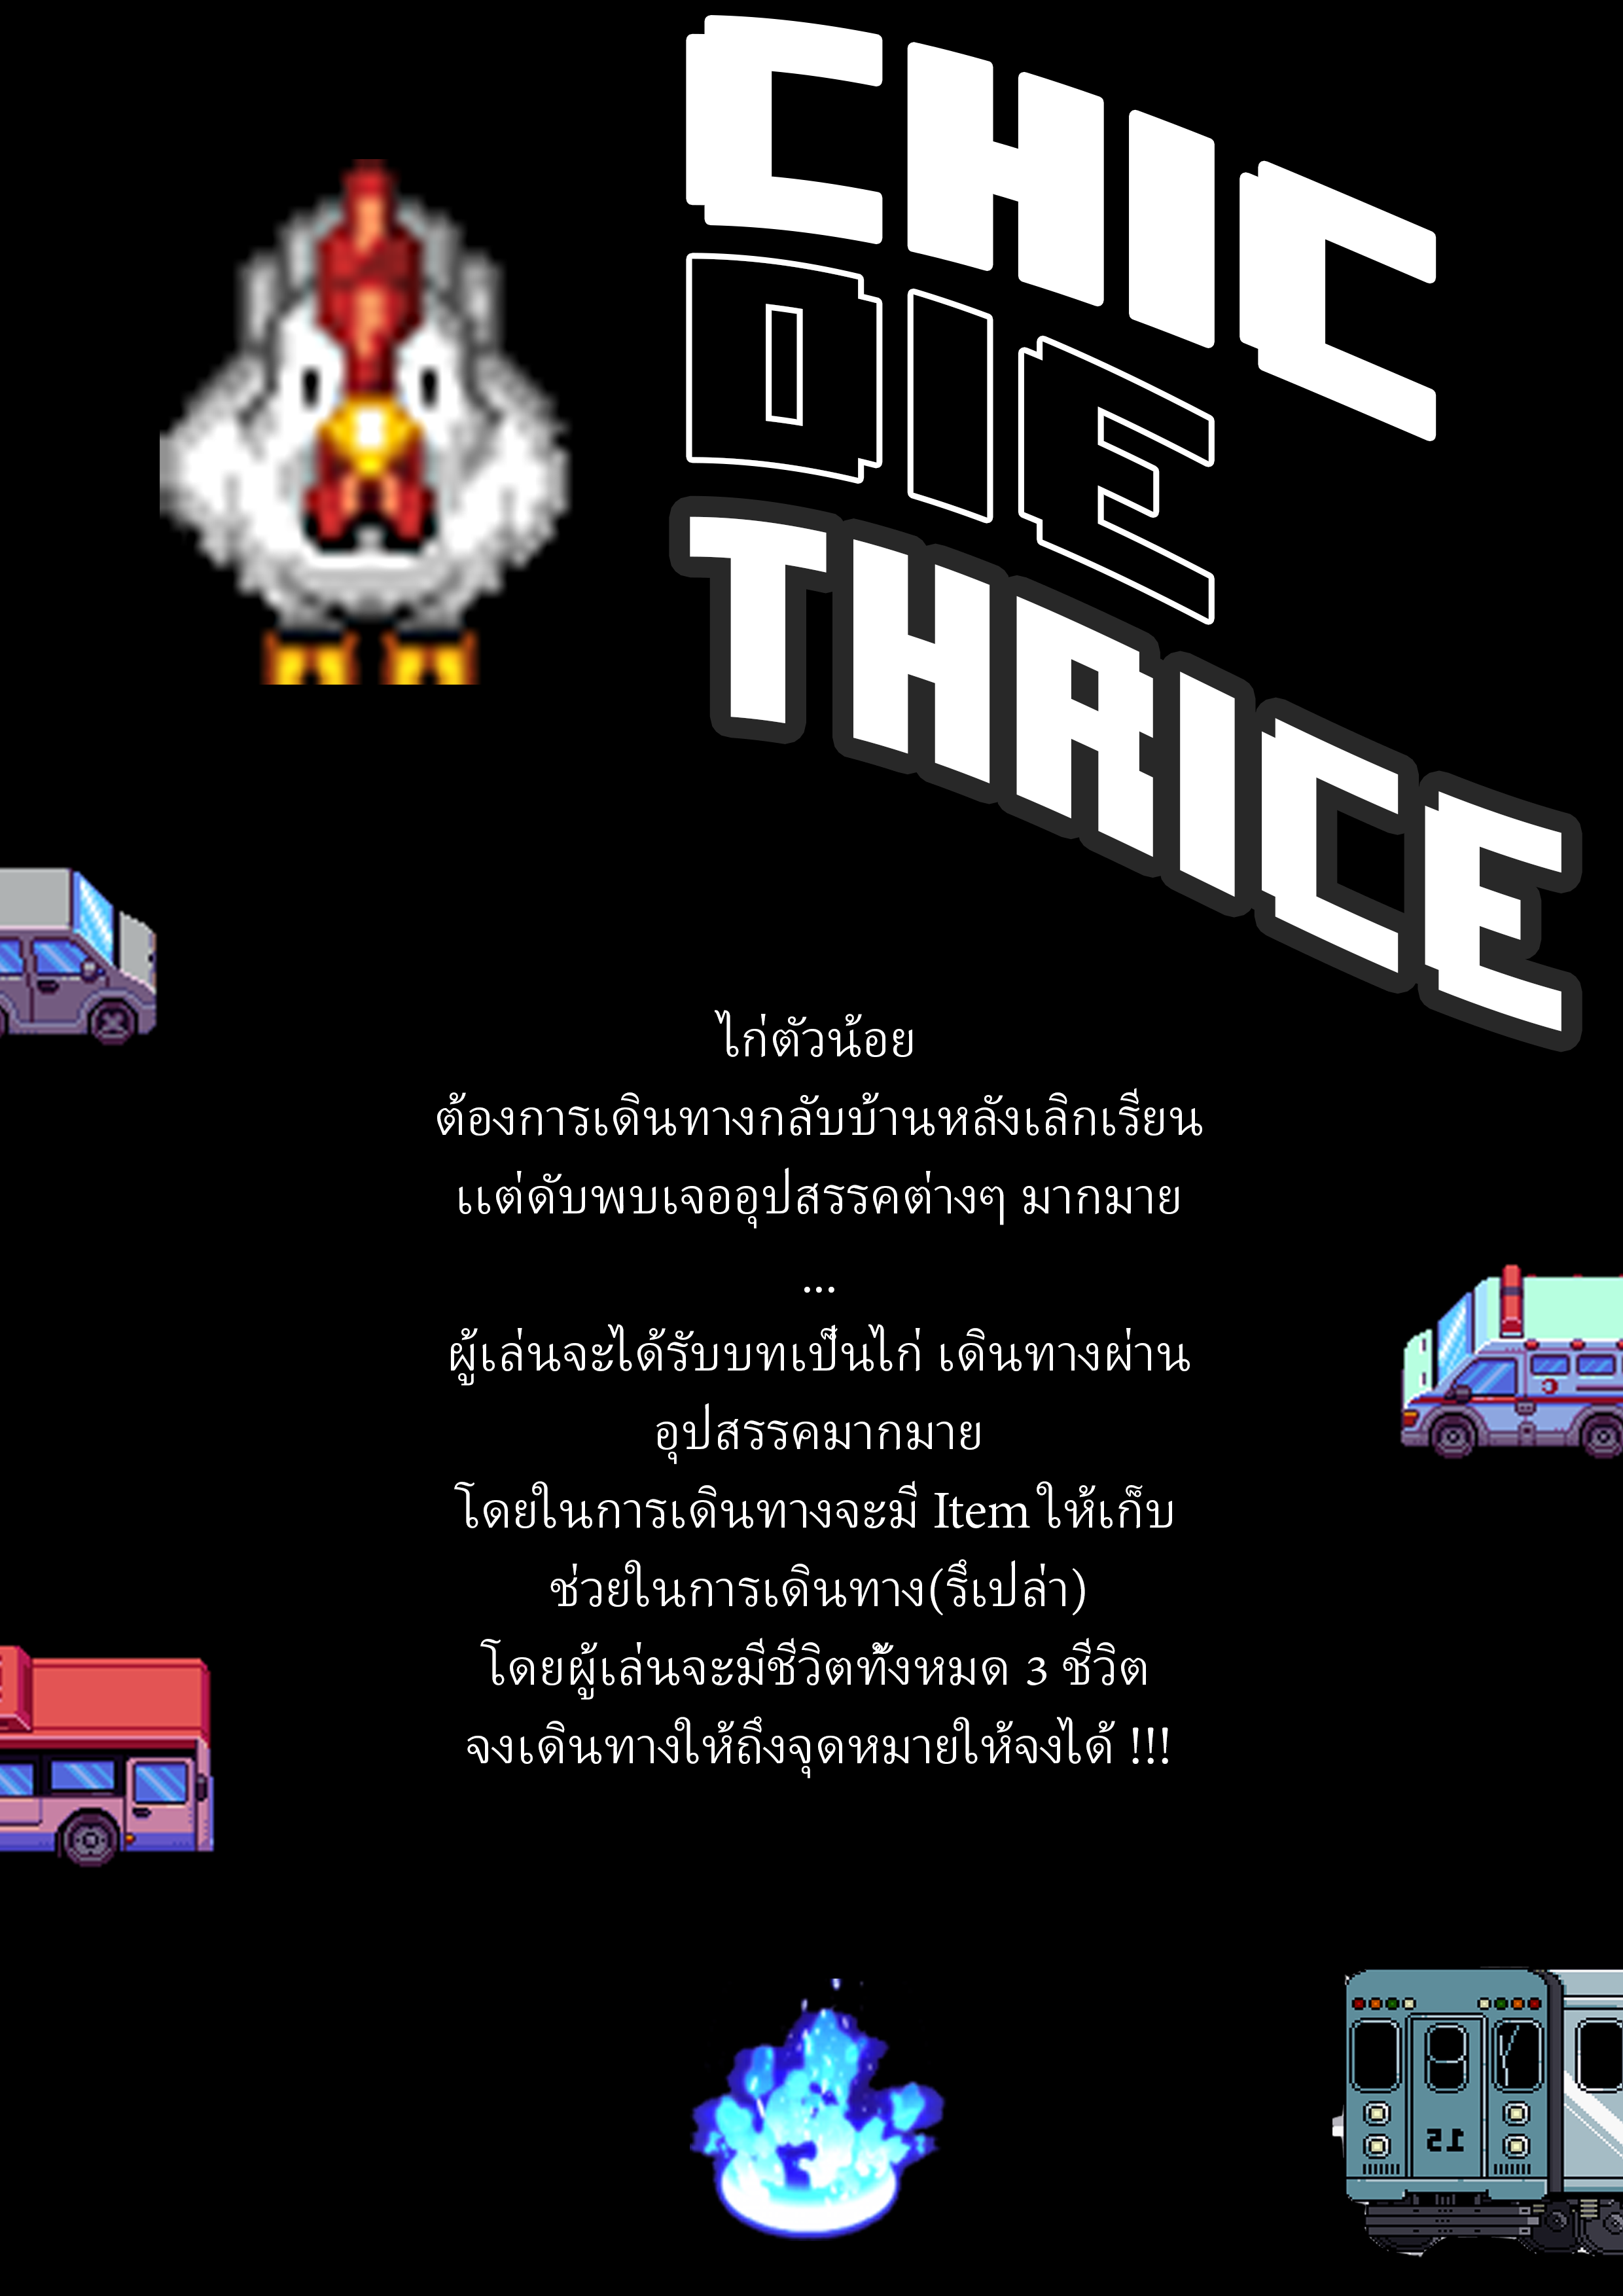 CHIC
DIE
THRICE
ไก่ตัวน้อย
ต้องการเดินทางกลับบ้านหลังเลิกเรียน
แต่ดับพบเจออุปสรรคต่างๆ มากมาย
...
ผู้เล่นจะได้รับบทเป็นไก่ เดินทางผ่าน
อุปสรรคมากมาย
โดยในการเดินทางจะมี Item ให้เก็บ
ช่วยในการเดินทาง(รึเปล่า)
โดยผู้เล่นจะมีชีวิตทั้งหมด 3 ชีวิต
จงเดินทางให้ถึงจุดหมายให้จงได้ !!!
15